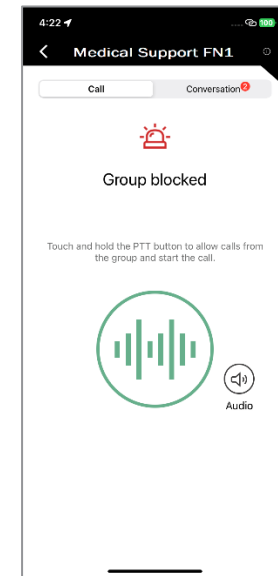 4:22
100
Medical Support FN1
Call
Conversation
2
Group blocked
Touch and hold the PTT button to allow calls from
the group and start the call.
Audio